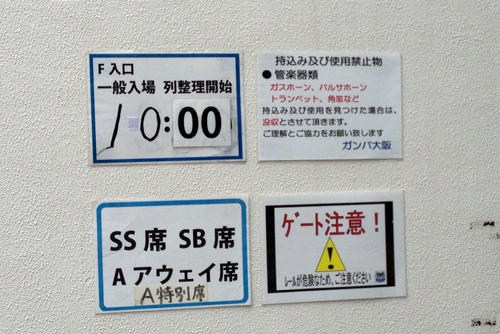 F 入口
一般入場 列整理開始
10:00
持込み及び使用禁止物
●管楽器類
ガスホーン、パルサホーン
トランペット、角笛など
持込み及び使用を見つけた場合は、
没収とさせて頂きます。
ご理解とご協力をお願い致します
ガンバ大阪
SS席 SB席
A アウェイ席
A特別席
ゲート注意！
レールが危険なため、ご注意ください